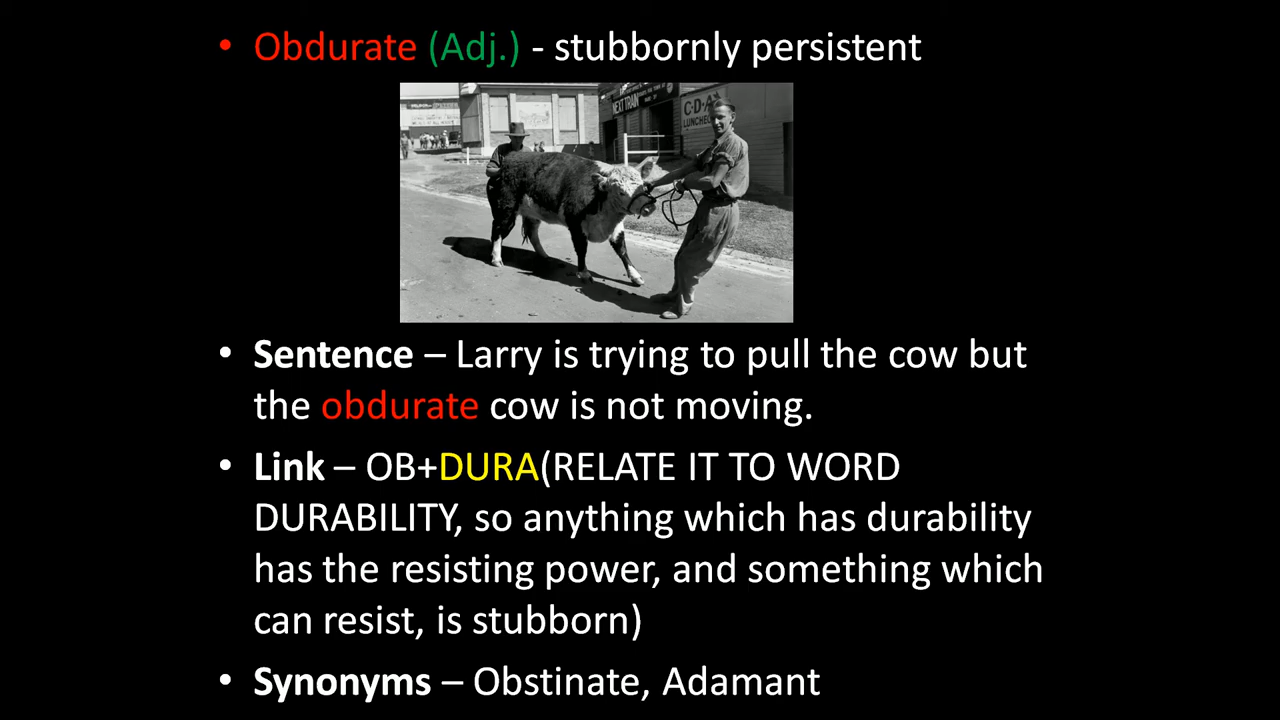 • Obdurate (Adj.) - stubbornly persistent
NEXT TRAIN
C·D·A
LUNCHEO
• Sentence – Larry is trying to pull the cow but
the obdurate cow is not moving.
• Link – OB+DURA(RELATE IT TO WORD
DURABILITY, so anything which has durability
has the resisting power, and something which
can resist, is stubborn)
• Synonyms – Obstinate, Adamant